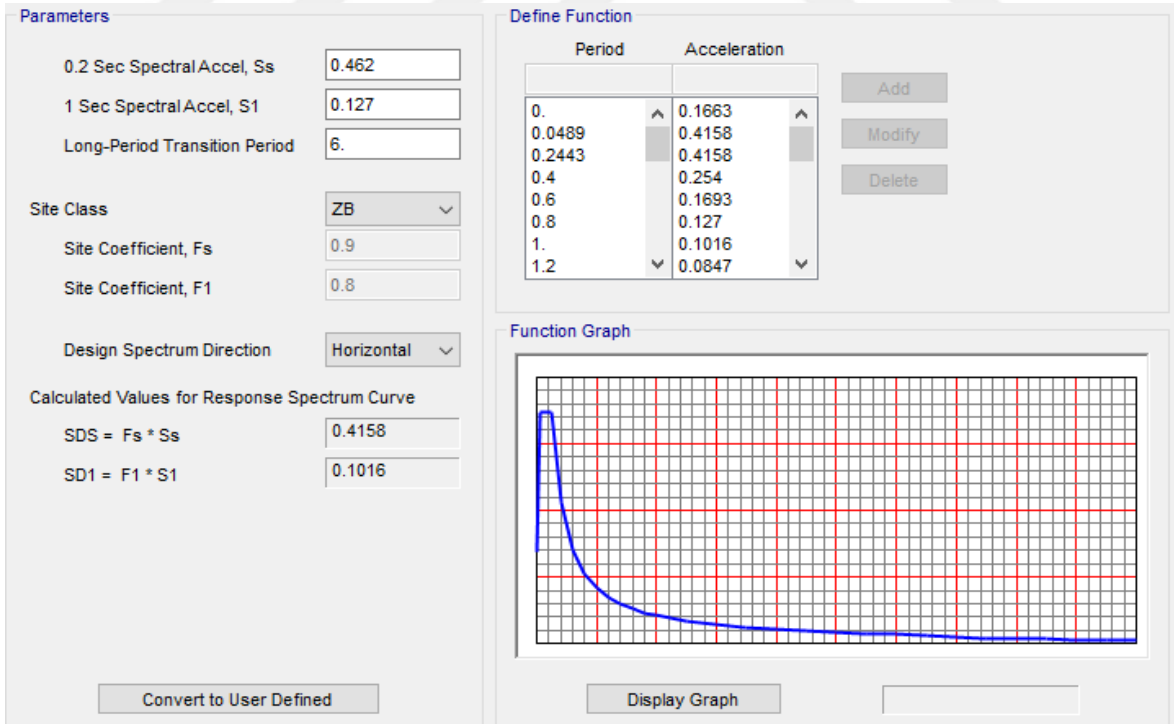 Parameters
0.2 Sec Spectral Accel, Ss 0.462
1 Sec Spectral Accel, S1 0.127
Long-Period Transition Period 6.
Site Class ZB
Site Coefficient, Fs 0.9
Site Coefficient, F1 0.8
Design Spectrum Direction Horizontal
Calculated Values for Response Spectrum Curve
SDS = Fs * Ss 0.4158
SD1 = F1 * S1 0.1016
Convert to User Defined
Define Function
Period Acceleration
0. 0.1663
0.0489 0.4158
0.2443 0.4158
0.4 0.254
0.6 0.1693
0.8 0.127
1. 0.1016
1.2 0.0847
Add
Modify
Delete
Function Graph
Display Graph